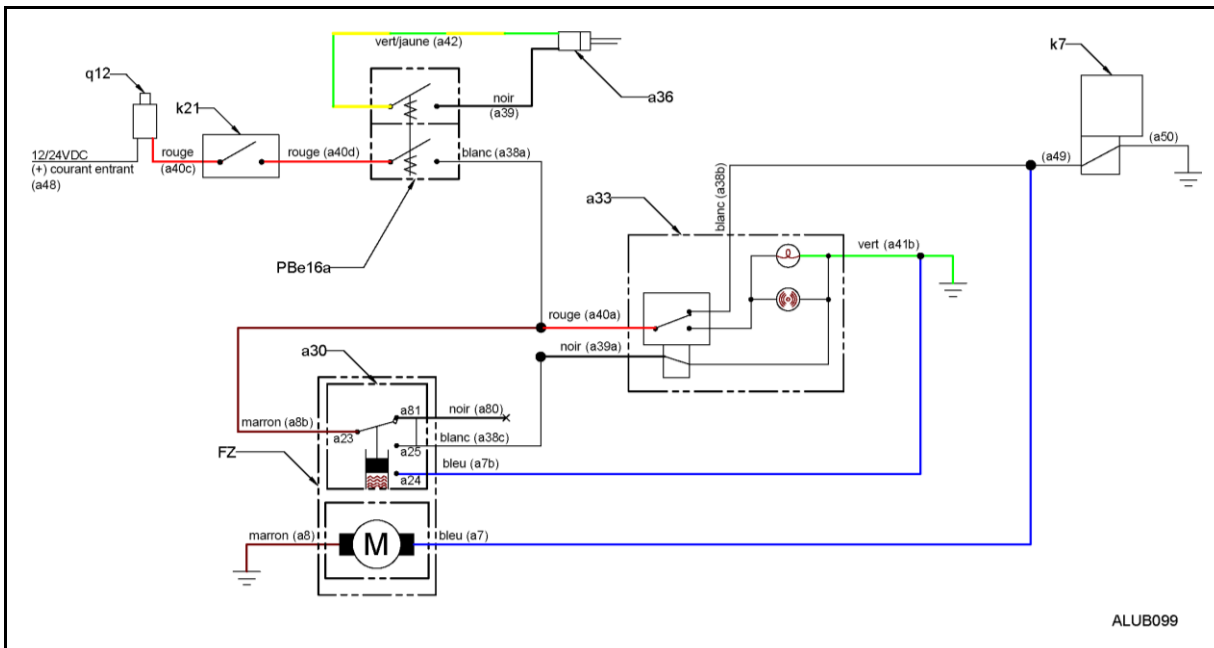 vert/jaune (a42)
k7
q12
a36
k21
noir
(a39)
(a50)
12/24VDC
(+) courant entrant
(a48)
rouge
(a40c)
rouge (a40d)
blanc (a38a)
(a49)
blanc (a38b)
a33
vert (a41b)
PBe16a
rouge (a40a)
noir (a39a)
a30
a81
noir (a80)
marron (a8b)
a23
blanc (a38c)
a25
FZ
bleu (a7b)
a24
marron (a8)
M
bleu (a7)
ALUB099